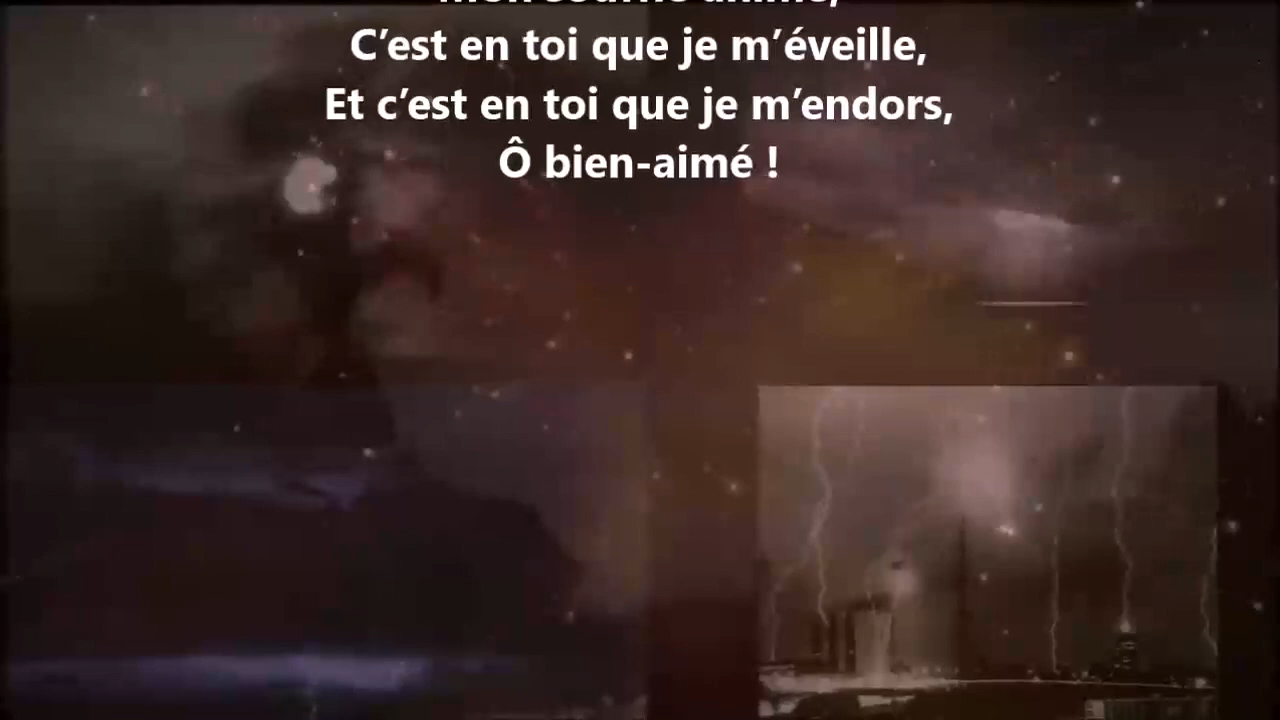 C’est en toi que je m’éveille,
Et c’est en toi que je m’endors,
Ô bien-aimé !